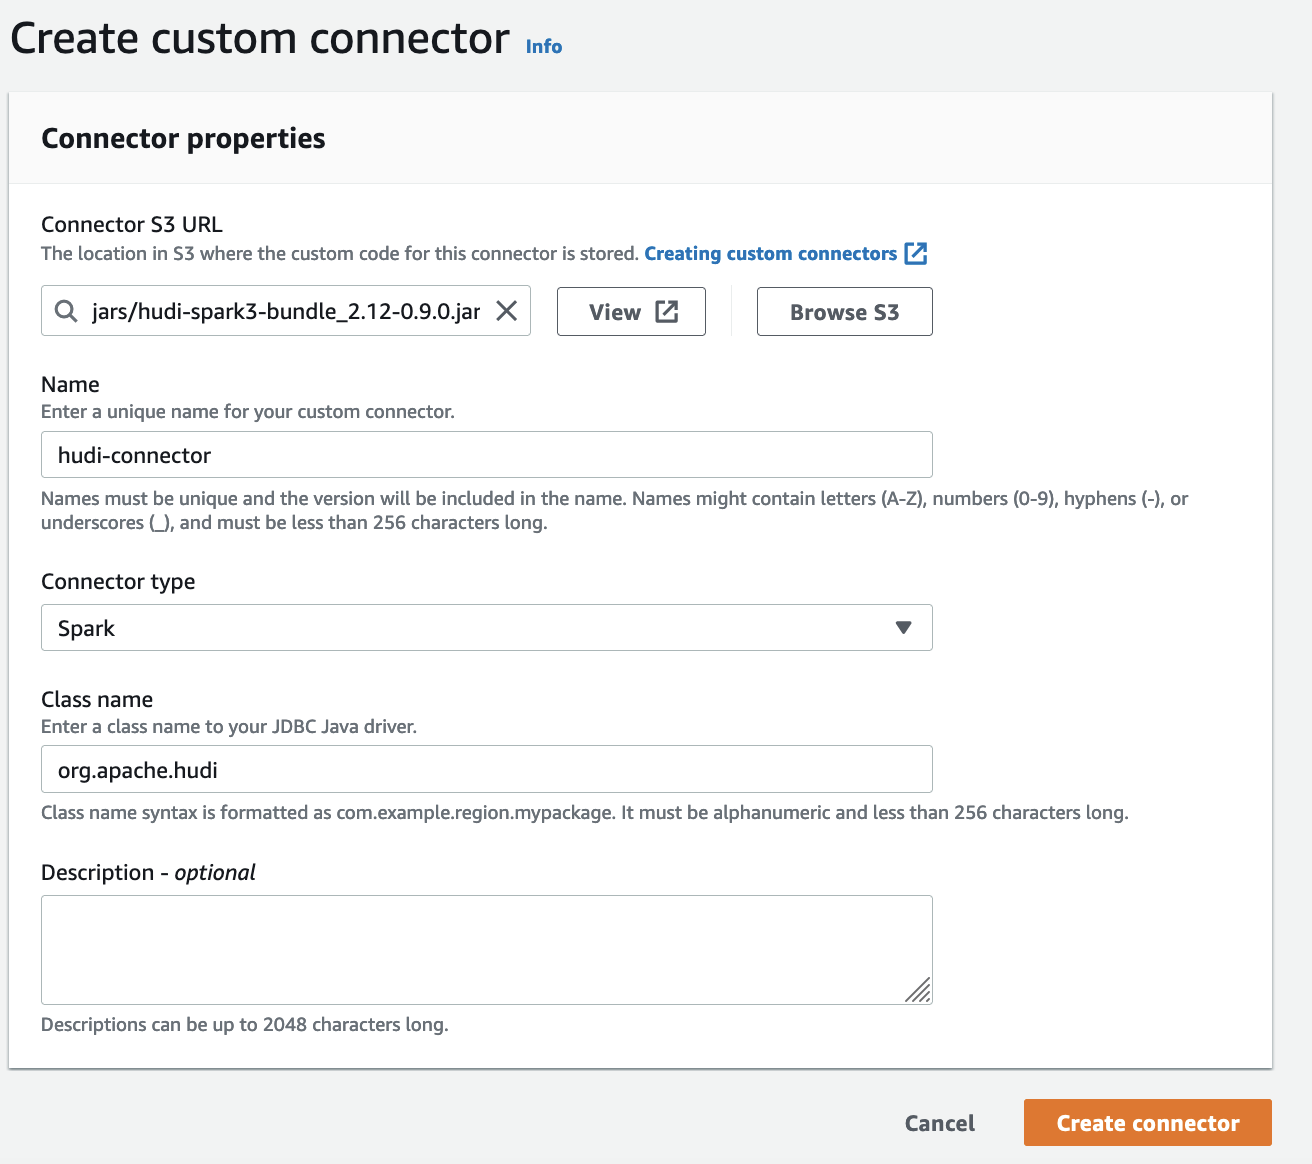 Create custom connector Info
Connector properties
Connector S3 URL
The location in S3 where the custom code for this connector is stored. Creating custom connectors
jars/hudi-spark3-bundle_2.12-0.9.0.jar
View
Browse S3
Name
Enter a unique name for your custom connector.
hudi-connector
Names must be unique and the version will be included in the name. Names might contain letters (A-Z), numbers (0-9), hyphens (-), or
underscores (_), and must be less than 256 characters long.
Connector type
Spark
Class name
Enter a class name to your JDBC Java driver.
org.apache.hudi
Class name syntax is formatted as com.example.region.mypackage. It must be alphanumeric and less than 256 characters long.
Description - optional
Descriptions can be up to 2048 characters long.
Cancel
Create connector